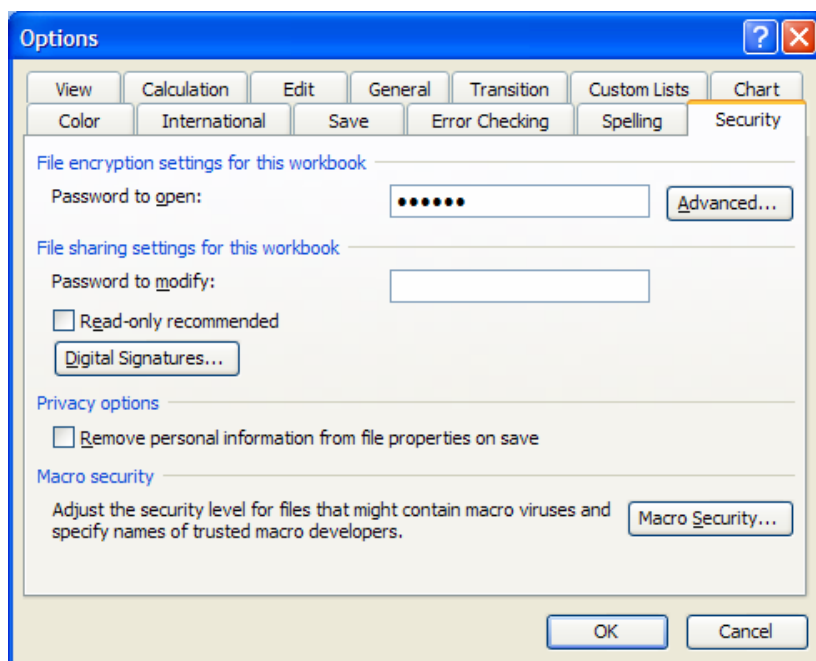 Options
View Calculation Edit General Transition Custom Lists Chart
Color International Save Error Checking Spelling Security
File encryption settings for this workbook
Password to open: •••••• Advanced...
File sharing settings for this workbook
Password to modify:
Read-only recommended
Digital Signatures...
Privacy options
Remove personal information from file properties on save
Macro security
Adjust the security level for files that might contain macro viruses and
specify names of trusted macro developers.
Macro Security...
OK Cancel